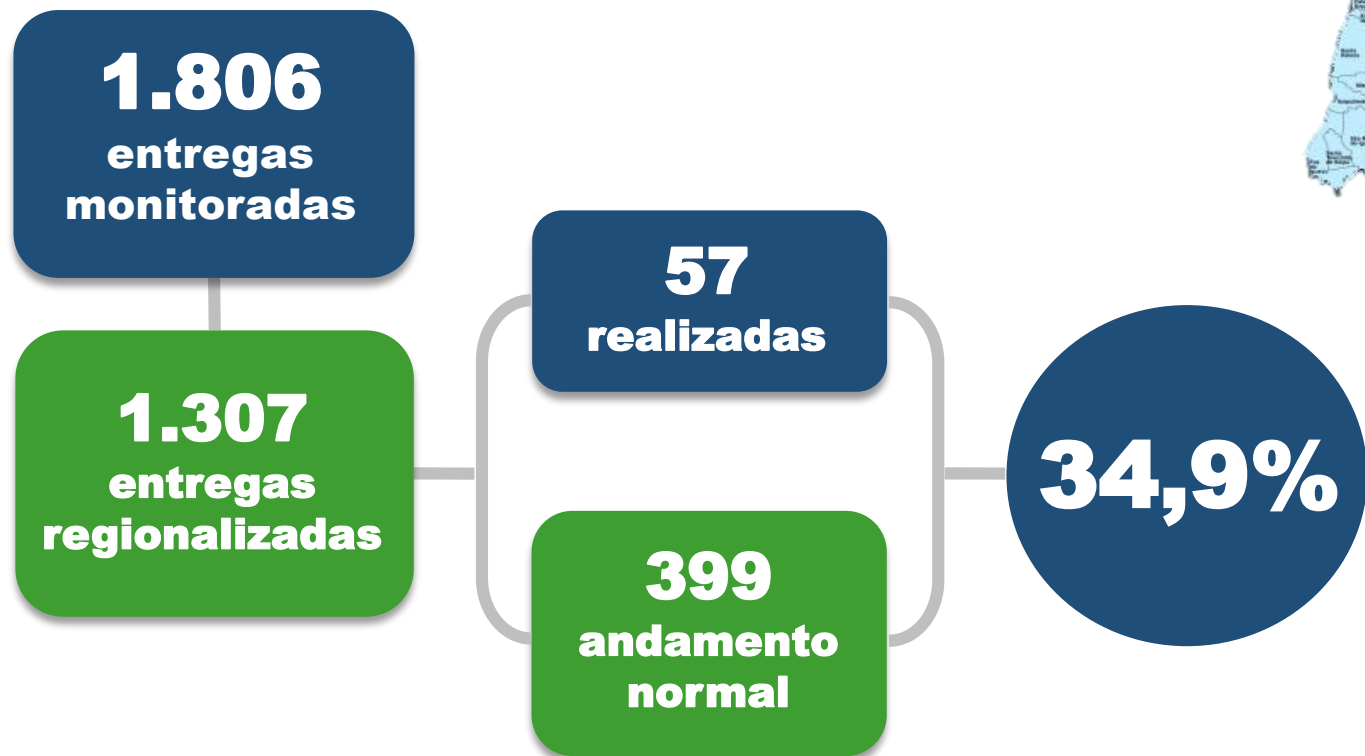 1.806
entregas
monitoradas
1.307
entregas
regionalizadas
57
realizadas
399
andamento
normal
34,9%